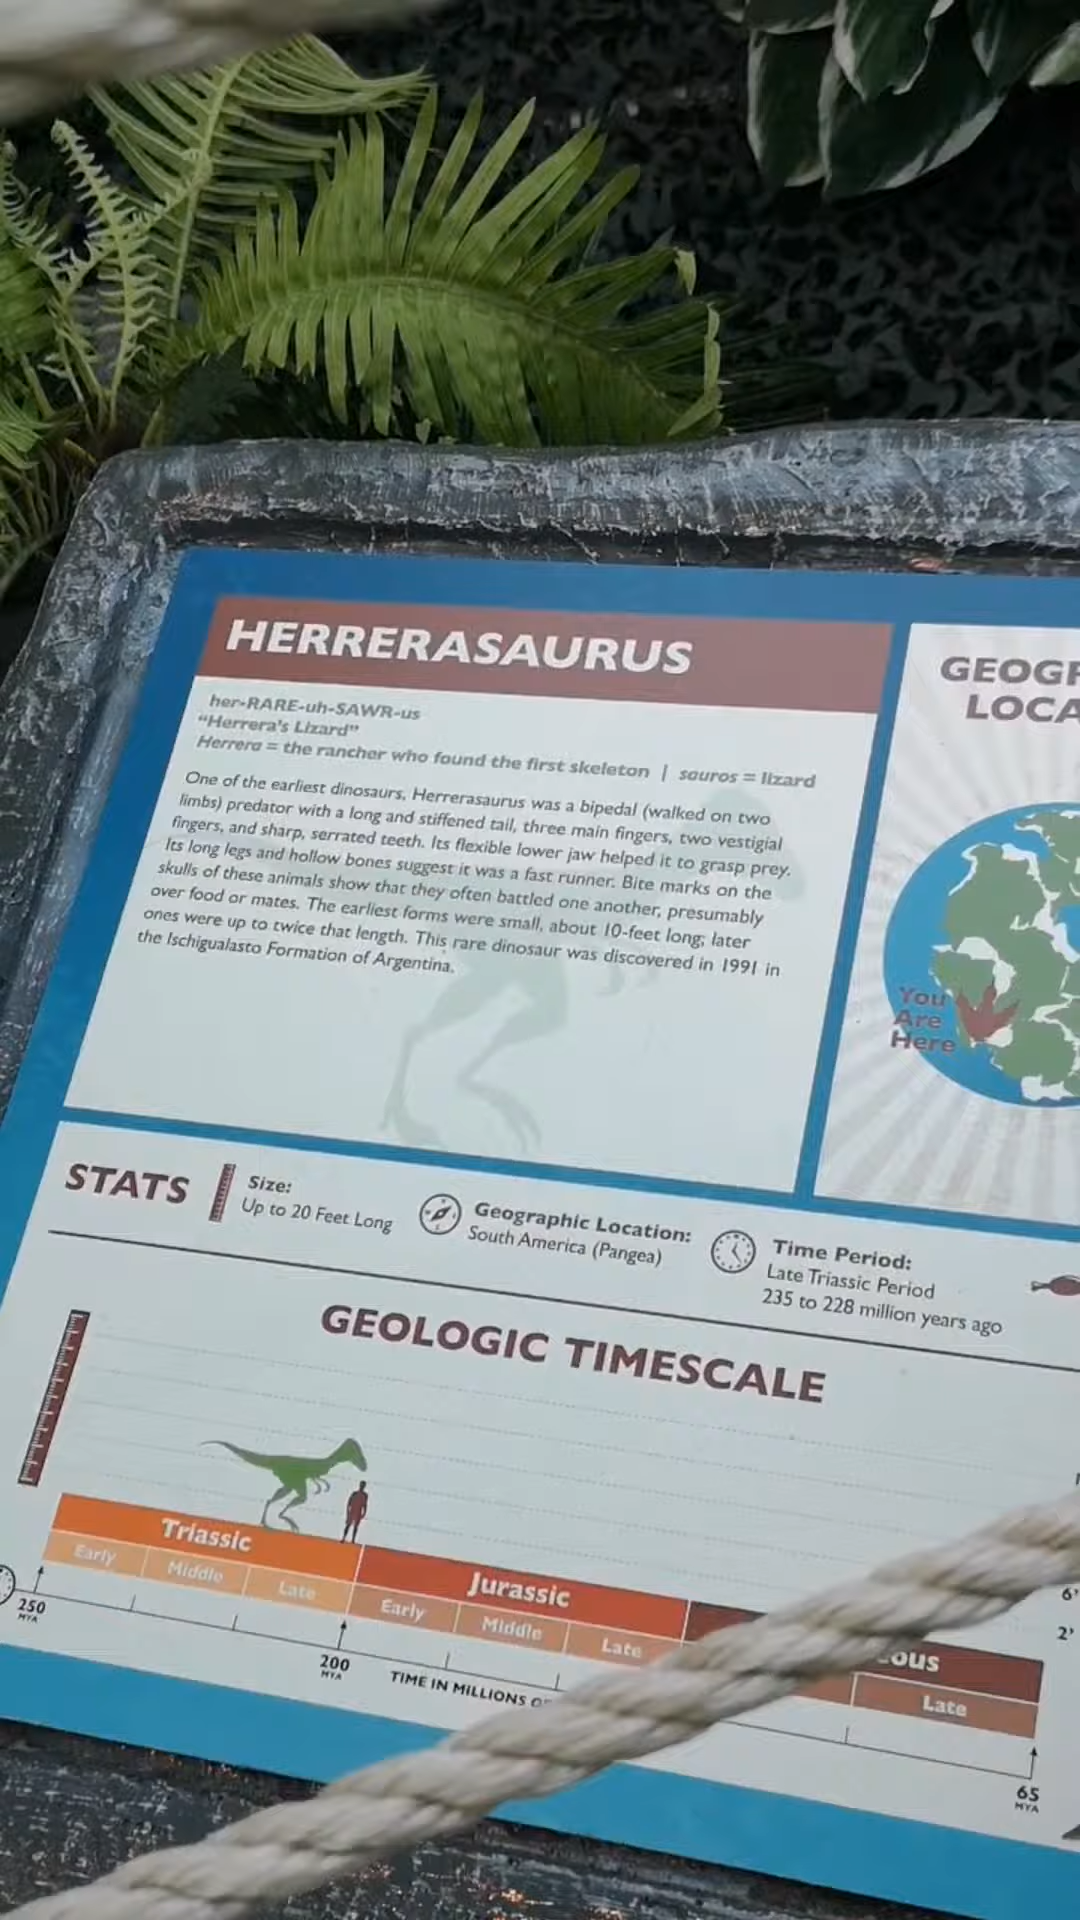 HERRERASAURUS
her-RARE-uh-SAWR-us
“Herrera's Lizard”
Herrera = the rancher who found the first skeleton | sauros = lizard
One of the earliest dinosaurs, Herrerasaurus was a bipedal (walked on two
limbs) predator with a long and stiffened tail, three main fingers, two vestigial
fingers, and sharp, serrated teeth. Its flexible lower jaw helped it to grasp prey.
Its long legs and hollow bones suggest it was a fast runner. Bite marks on the
skulls of these animals show that they often battled one another, presumably
over food or mates. The earliest forms were small, about 10-feet long; later
ones were up to twice that length. This rare dinosaur was discovered in 1991 in
the Ischigualasto Formation of Argentina.
GEOGR
LOCA
You
Are
Here
STATS
Size:
Up to 20 Feet Long
Geographic Location:
South America (Pangea)
Time Period:
Late Triassic Period
235 to 228 million years ago
GEOLOGIC TIMESCALE
Triassic
Early
Middle
Late
Jurassic
Early
Middle
Late
ous
Late
6'
2'
250
MYA
200
MYA
TIME IN MILLIONS
65
MYA